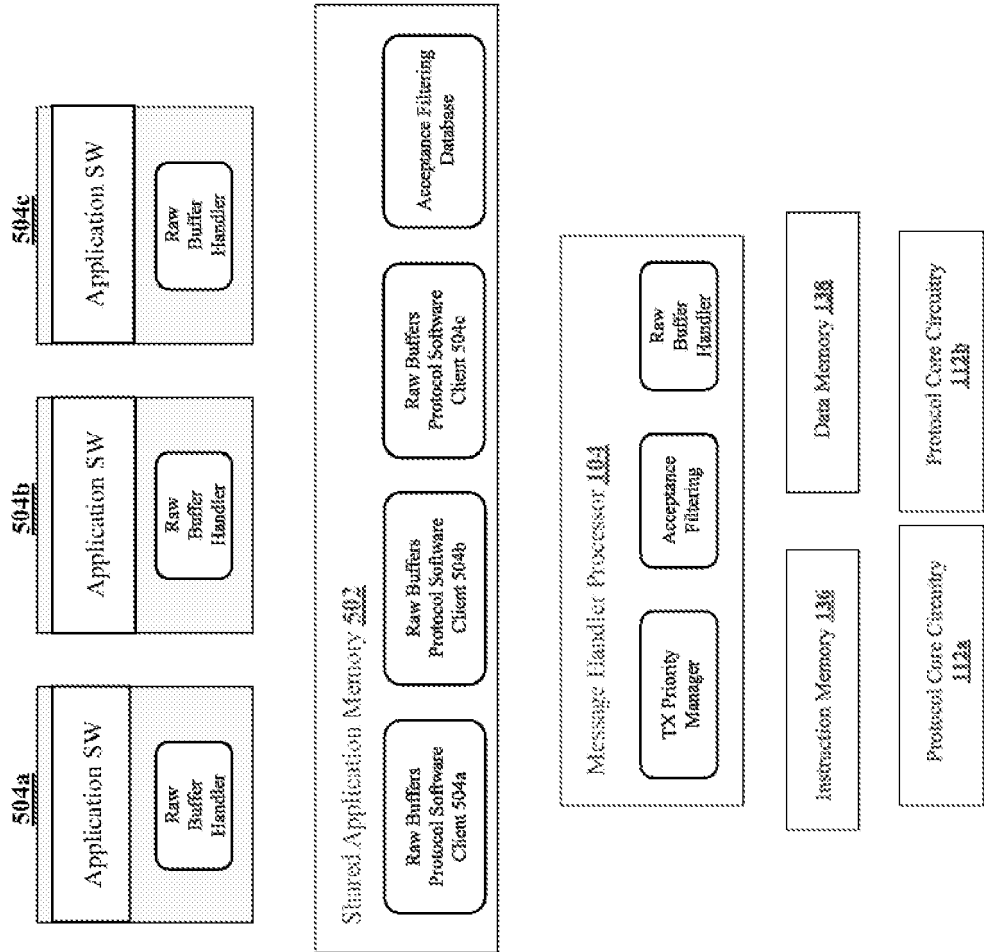 504a
Application SW
Raw
Buffer
Handler
504b
Application SW
Raw
Buffer
Handler
504c
Application SW
Raw
Buffer
Handler
Shared Application Memory 502
Raw Buffers
Protocol Software
Client 504a
Raw Buffers
Protocol Software
Client 504b
Raw Buffers
Protocol Software
Client 504c
Acceptance Filtering
Database
Message Handler Processor 104
TX Priority
Manager
Acceptance
Filtering
Raw
Buffer
Handler
Instruction Memory 136
Data Memory 138
Protocol Core Circuitry
112a
Protocol Core Circuitry
112b